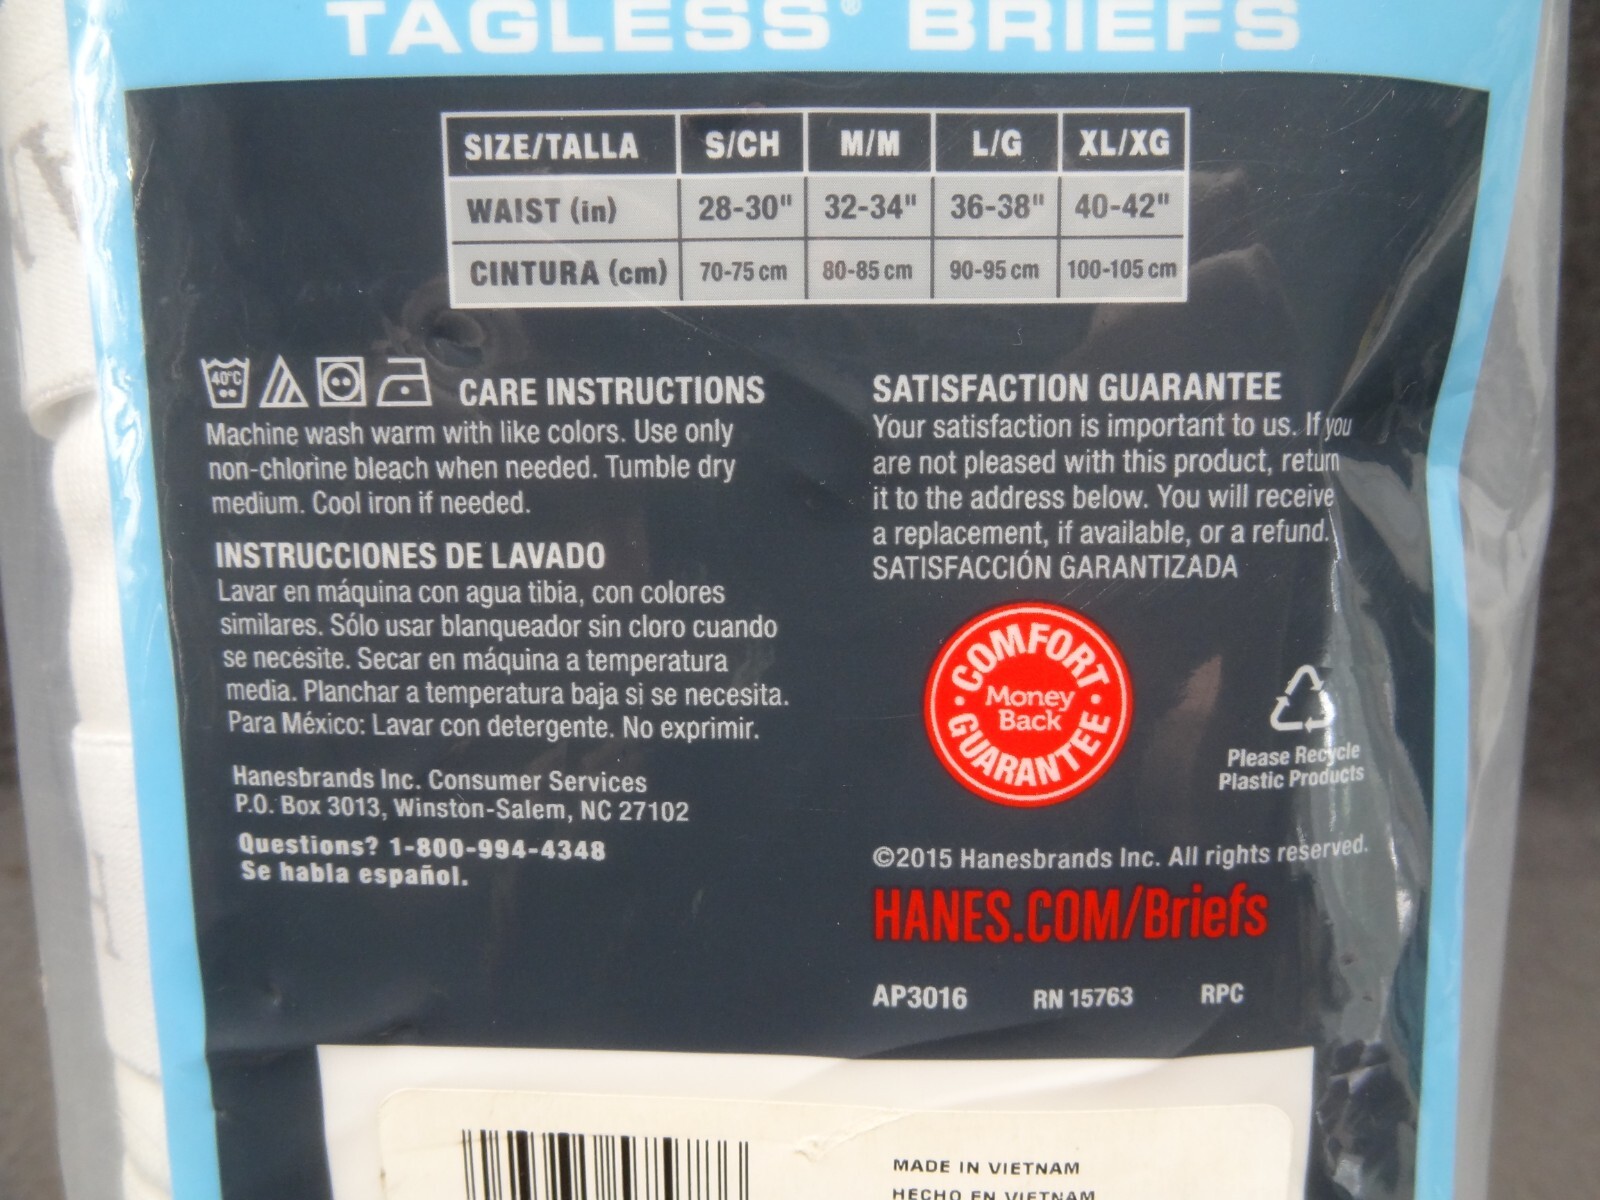 TAGLESS® BRIEFS
SIZE/TALLA S/CH M/M L/G XL/XG
WAIST (in) 28-30" 32-34" 36-38" 40-42"
CINTURA (cm) 70-75 cm 80-85 cm 90-95 cm 100-105 cm
40°C
CARE INSTRUCTIONS
Machine wash warm with like colors. Use only
non-chlorine bleach when needed. Tumble dry
medium. Cool iron if needed.
INSTRUCCIONES DE LAVADO
Lavar en máquina con agua tibia, con colores
similares. Sólo usar blanqueador sin cloro cuando
se necesite. Secar en máquina a temperatura
media. Planchar a temperatura baja si se necesita.
Para México: Lavar con detergente. No exprimir.
Hanesbrands Inc. Consumer Services
P.O. Box 3013, Winston-Salem, NC 27102
Questions? 1-800-994-4348
Se habla español.
SATISFACTION GUARANTEE
Your satisfaction is important to us. If you
are not pleased with this product, return
it to the address below. You will receive
a replacement, if available, or a refund.
SATISFACCIÓN GARANTIZADA
COMFORT
Money
Back
GUARANTEE
Please Recycle
Plastic Products
©2015 Hanesbrands Inc. All rights reserved.
HANES.COM/Briefs
AP3016 RN 15763 RPC
MADE IN VIETNAM
HECHO EN VIETNAM